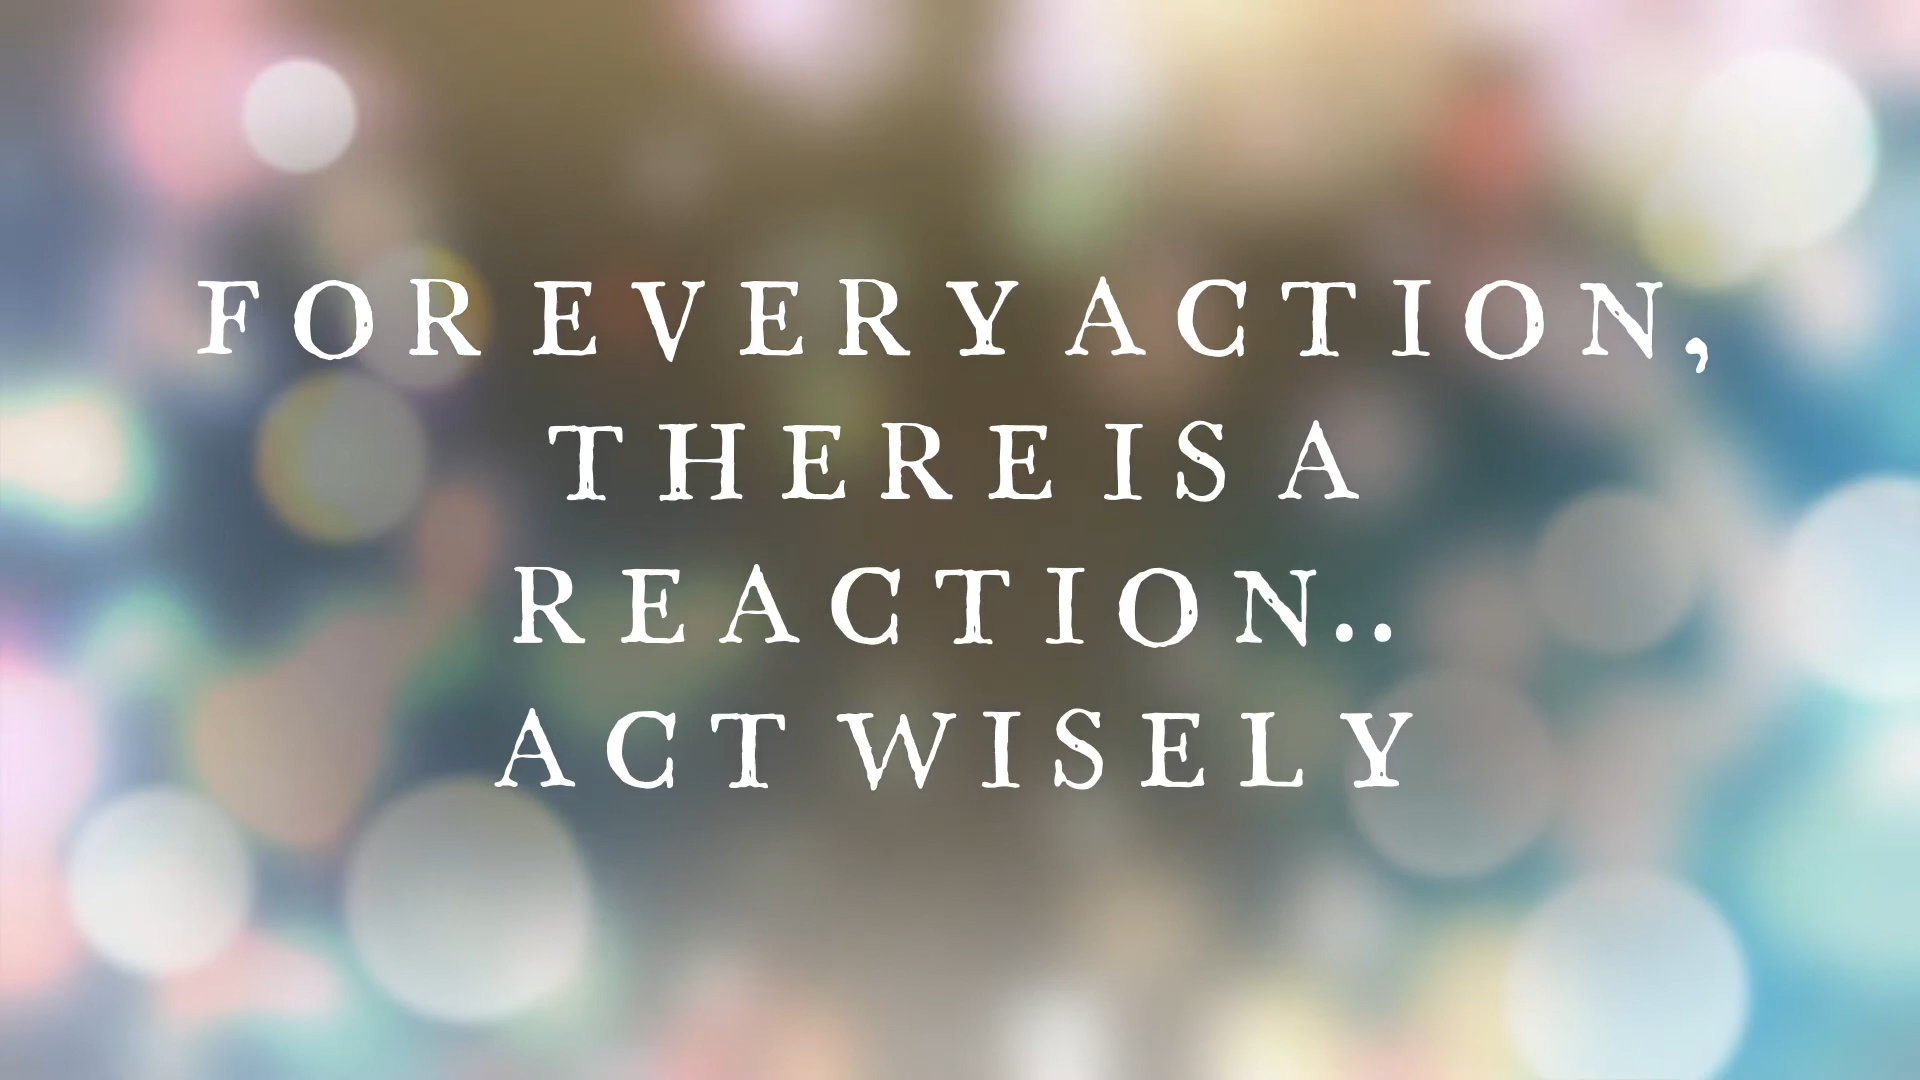 FOR EVERY ACTION,
THERE IS A
REACTION..
ACT WISELY